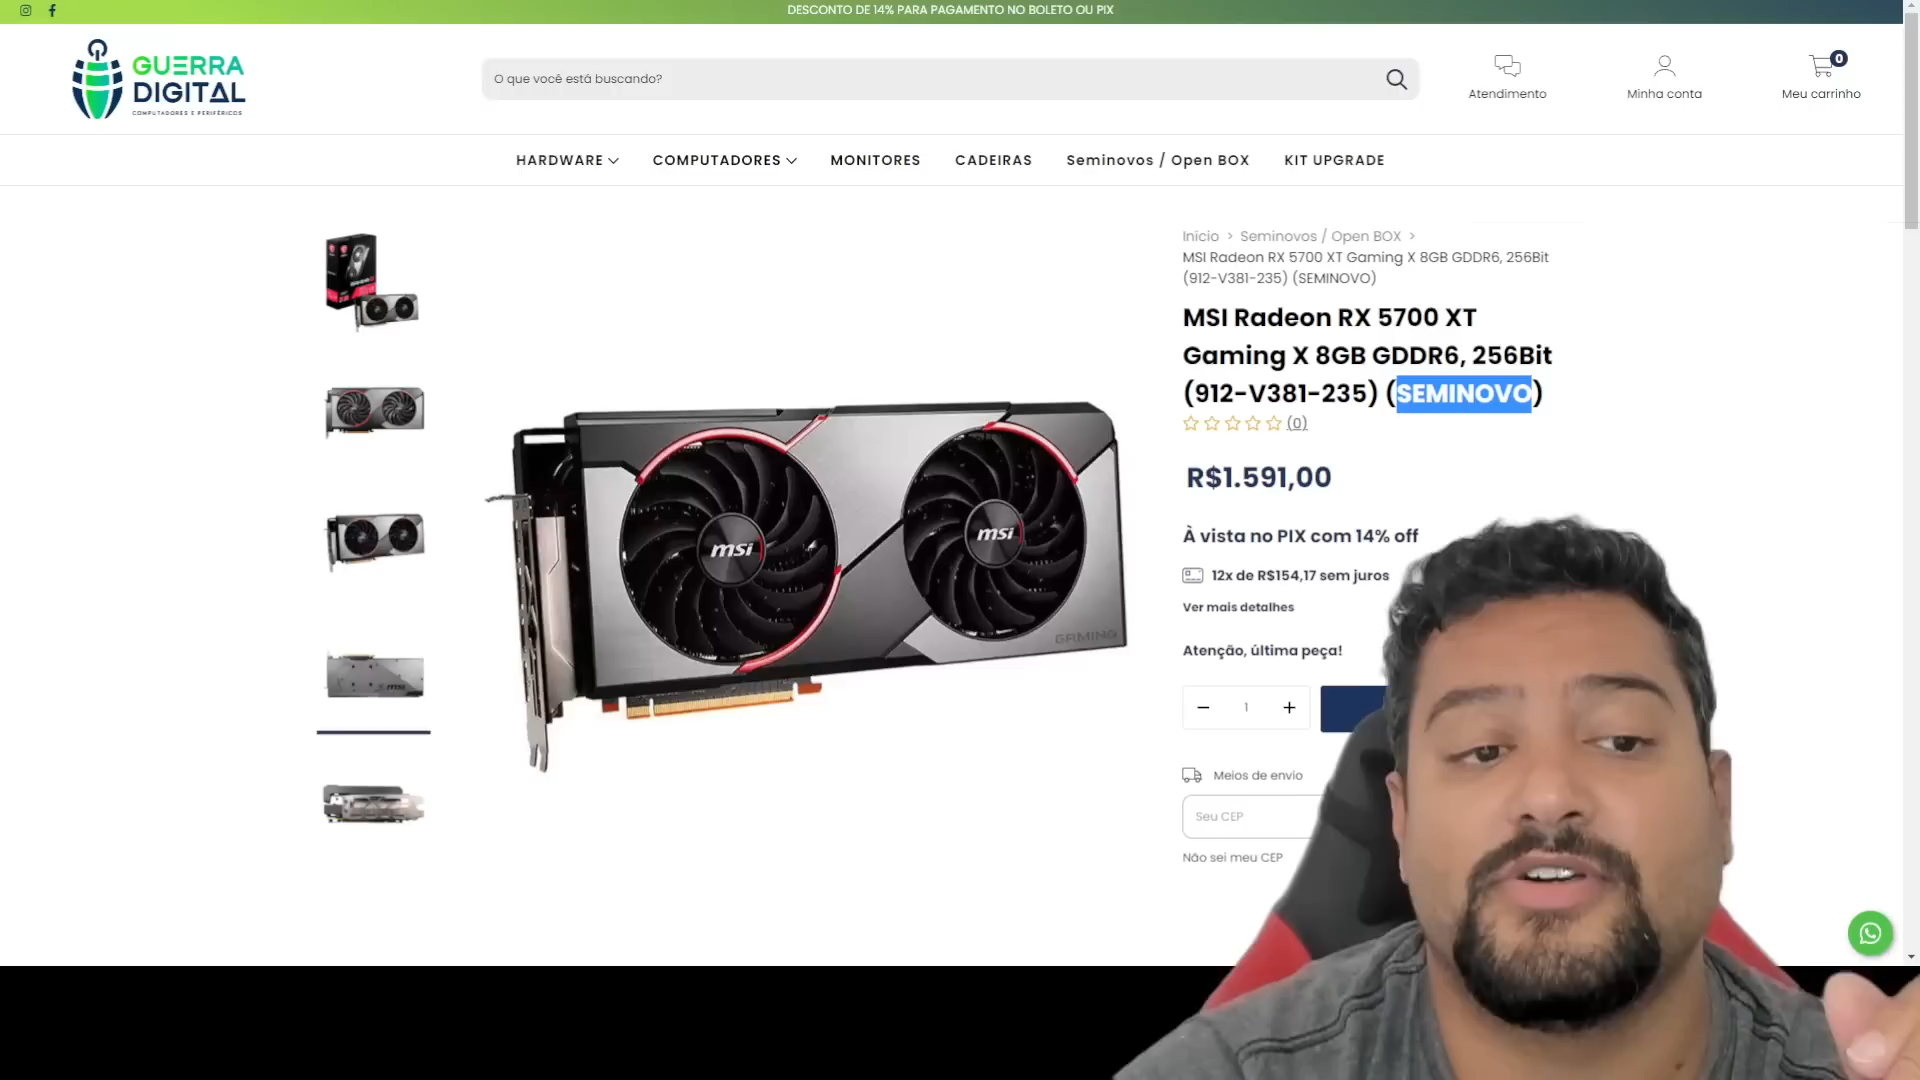 DESCONTO DE 14% PARA PAGAMENTO NO BOLETO OU PIX
GUERRA
DIGITAL
COMPUTADORES E PERIFÉRICOS
O que você está buscando?
Atendimento
Minha conta
0
Meu carrinho
HARDWARE
COMPUTADORES
MONITORES
CADEIRAS
Seminovos / Open BOX
KIT UPGRADE
Início > Seminovos / Open BOX >
MSI Radeon RX 5700 XT Gaming X 8GB GDDR6, 256Bit
(912-V381-235) (SEMINOVO)
MSI Radeon RX 5700 XT
Gaming X 8GB GDDR6, 256Bit
(912-V381-235) (SEMINOVO)
(0)
R$1.591,00
À vista no PIX com 14% off
12x de R$154,17 sem juros
Ver mais detalhes
Atenção, última peça!
1
Meios de envio
Seu CEP
Não sei meu CEP
msi
msi
GAMING